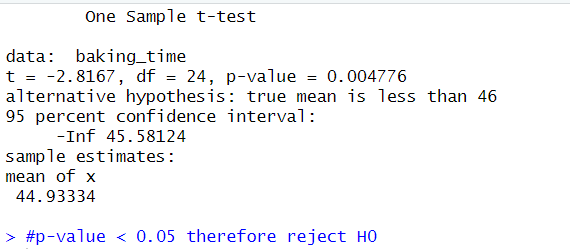 One Sample t-test
data:  baking_time
t = -2.8167, df = 24, p-value = 0.004776
alternative hypothesis: true mean is less than 46
95 percent confidence interval:
-Inf 45.58124
sample estimates:
mean of x
44.93334
> #p-value < 0.05 therefore reject HO